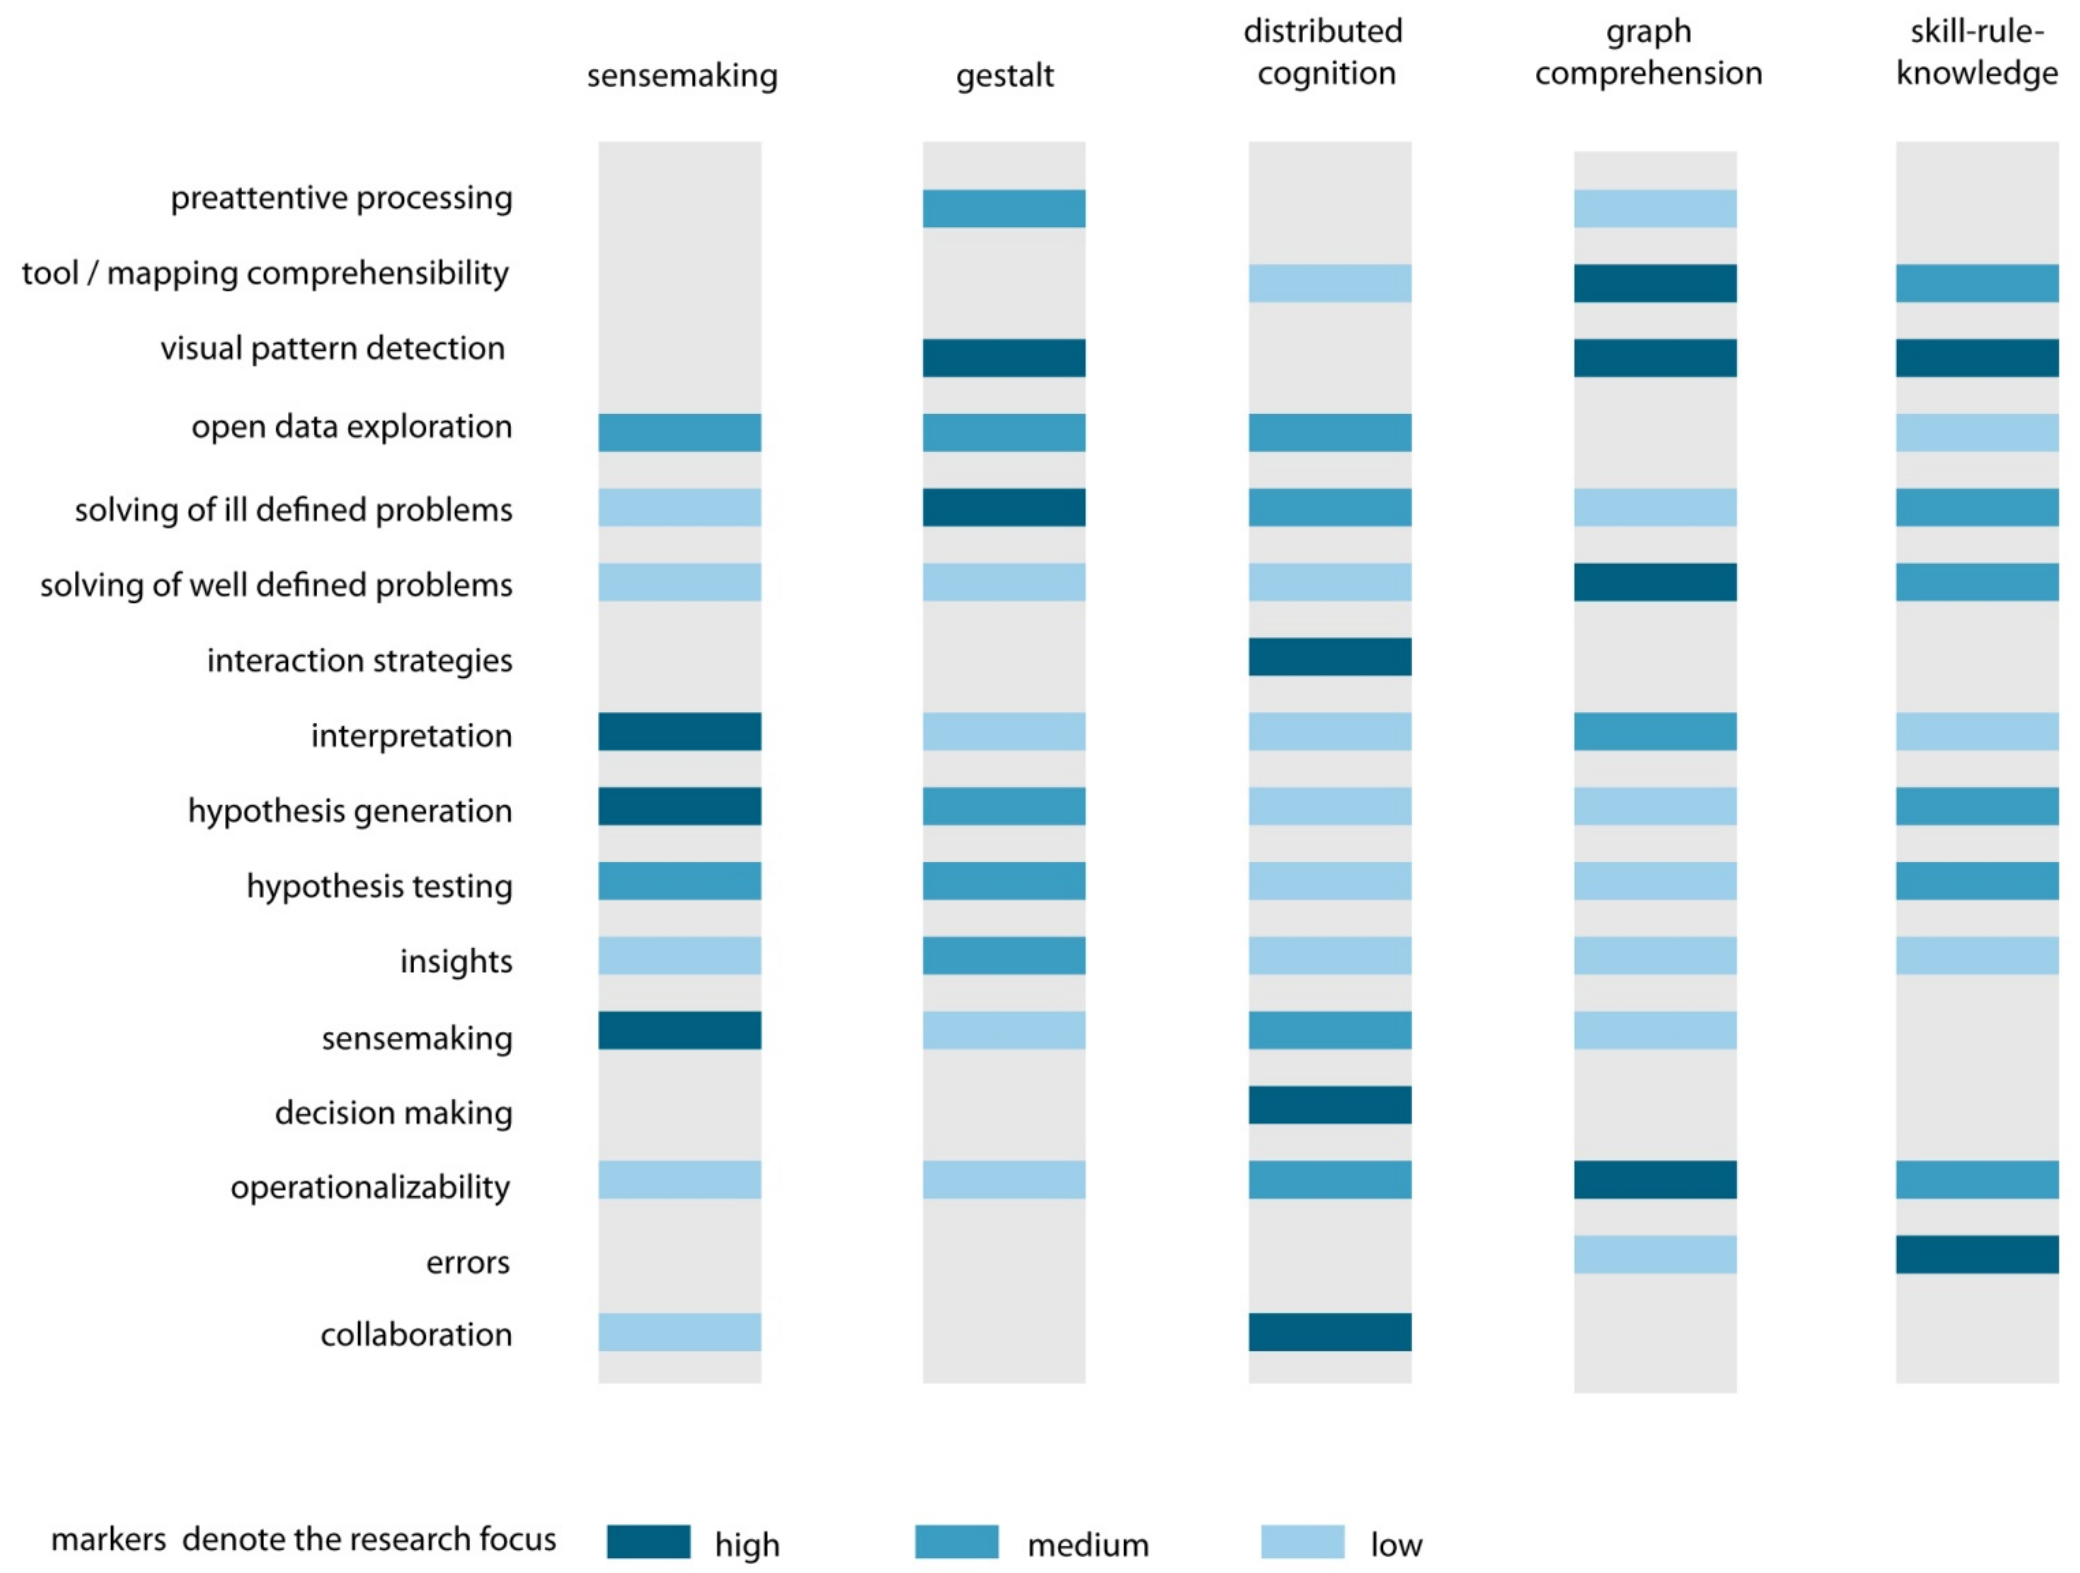 sensemaking
gestalt
distributed
cognition
graph
comprehension
skill-rule-
knowledge
preattentive processing
tool / mapping comprehensibility
visual pattern detection
open data exploration
solving of ill defined problems
solving of well defined problems
interaction strategies
interpretation
hypothesis generation
hypothesis testing
insights
sensemaking
decision making
operationalizability
errors
collaboration
markers denote the research focus
high
medium
low